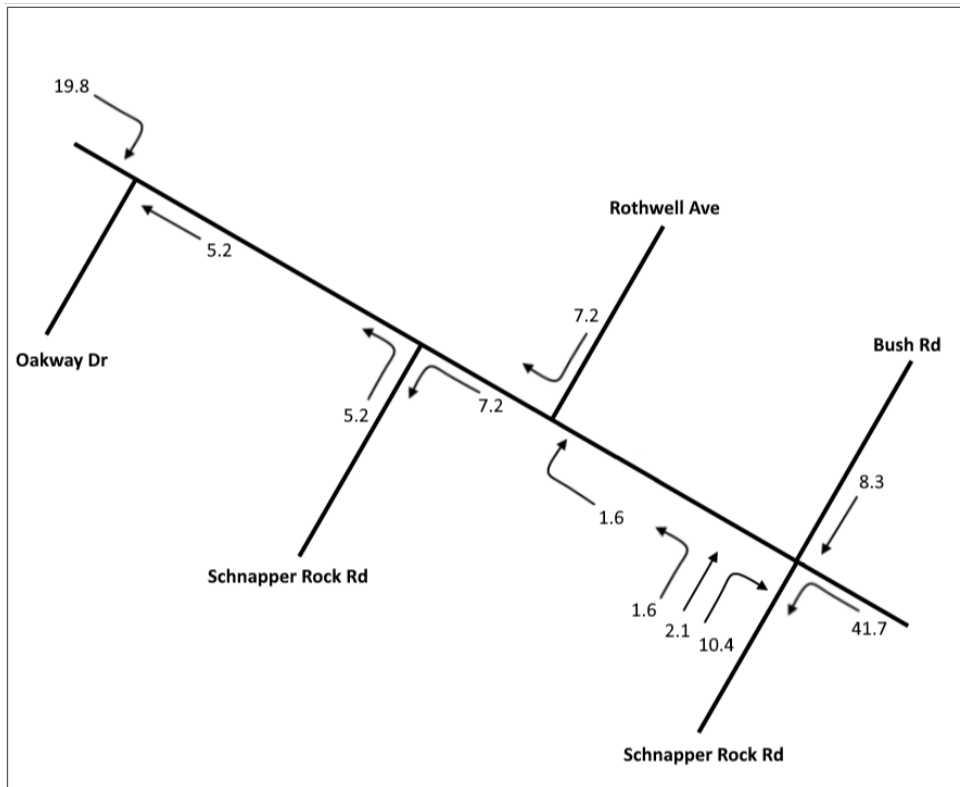 19.8
Rothwell Ave
5.2
7.2
Bush Rd
Oakway Dr
7.2
5.2
8.3
1.6
Schnapper Rock Rd
1.6
2.1
41.7
10.4
Schnapper Rock Rd